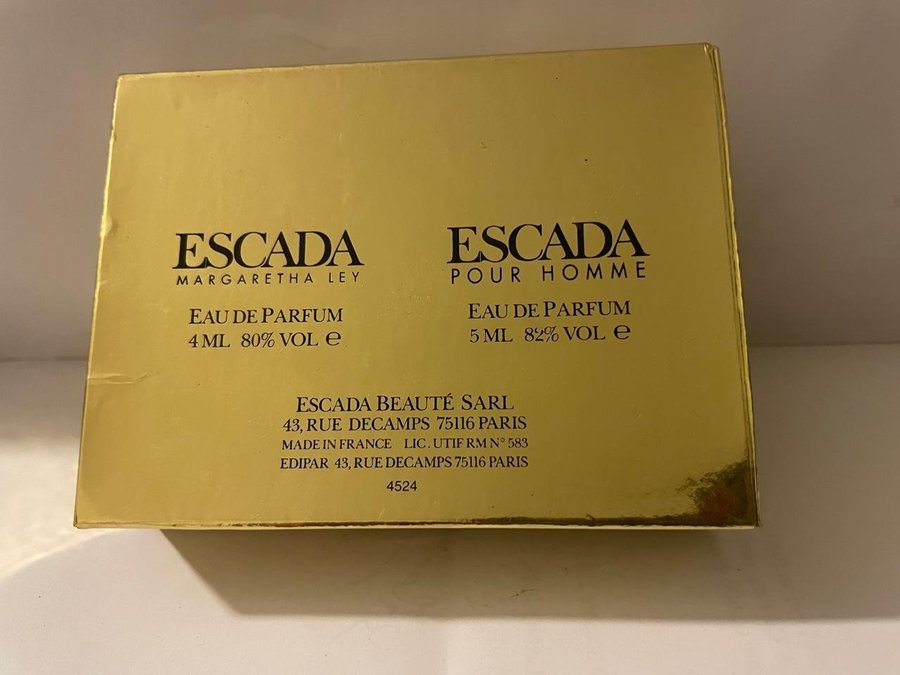 ESCADA
MARGARETHA LEY
EAU DE PARFUM
4 ML 80% VOL ℮
ESCADA
POUR HOMME
EAU DE PARFUM
5 ML 82% VOL ℮
ESCADA BEAUTÉ SARL
43, RUE DECAMPS 75116 PARIS
MADE IN FRANCE LIC. UTIF RM N° 583
EDIPAR 43, RUE DECAMPS 75116 PARIS
4524